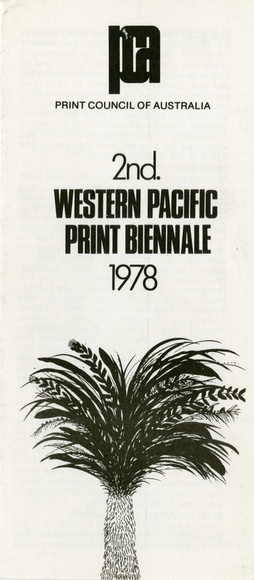 pca
PRINT COUNCIL OF AUSTRALIA
2nd.
WESTERN PACIFIC
PRINT BIENNALE
1978